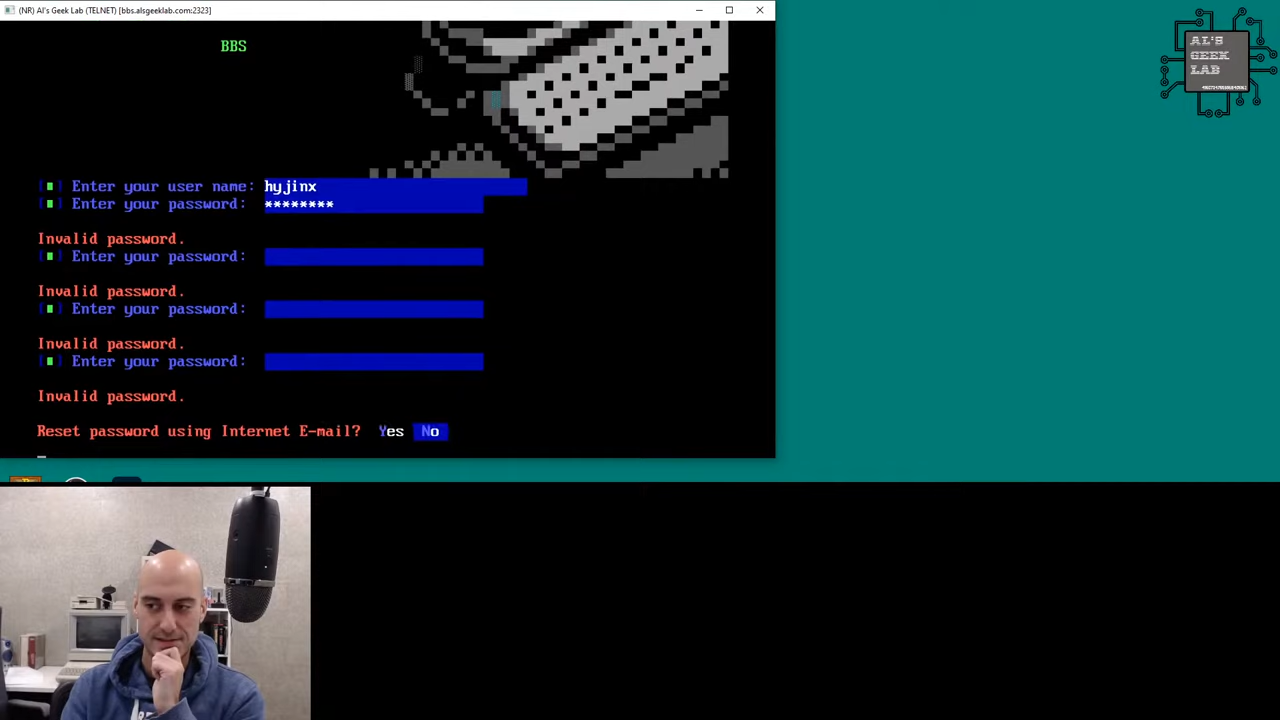 (NR) Al's Geek Lab (TELNET) [bbs.alsgeeklab.com:2323]
BBS
AL'S
GEEK
LAB
[■] Enter your user name: hyjinx
[■] Enter your password: ********
Invalid password.
[■] Enter your password:
Invalid password.
[■] Enter your password:
Invalid password.
[■] Enter your password:
Invalid password.
Reset password using Internet E-mail? Yes No